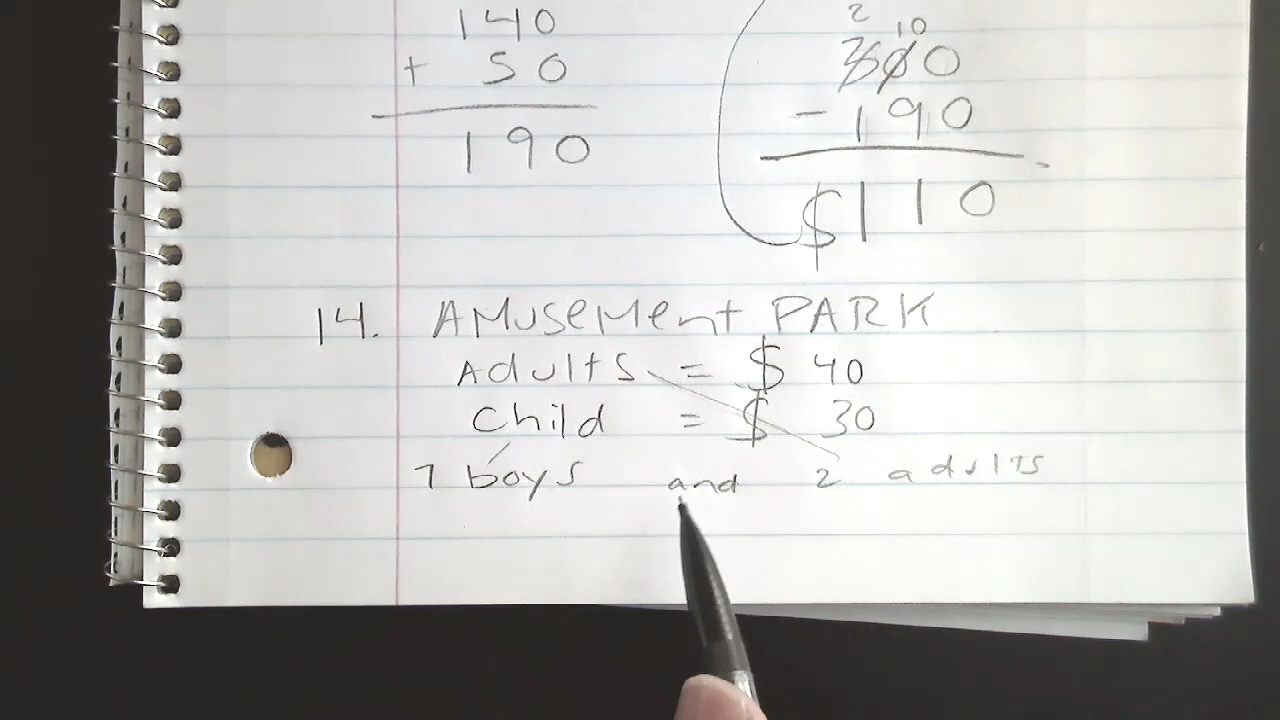 140
+ 50
190
2 10
300
- 190
$110
14. Amusement PARK
Adults = $ 40
Child = $ 30
7 boys and 2 adults